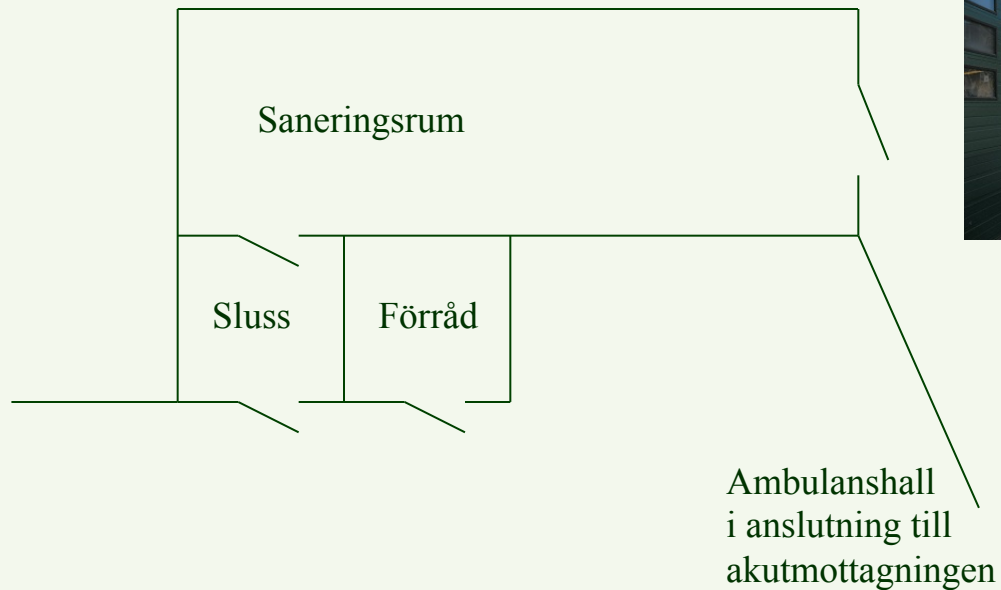 Saneringsrum
Sluss
Förråd
Ambulanshall
i anslutning till
akutmottagningen